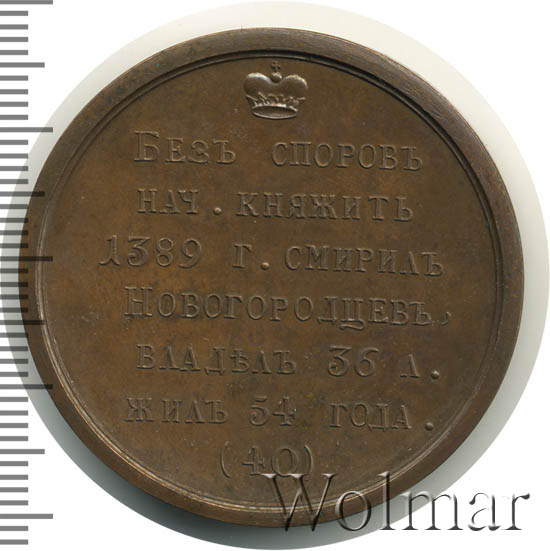 БЕЗЪ СПОРОВЪ
НАЧ. КНЯЖИТЬ
1389 Г. СМИРИЛЪ
НОВОГОРОДЦЕВЪ,
ВЛАДѢЛЪ 36 Л.
ЖИЛЪ 54 ГОДА.
(40)
Wolmar